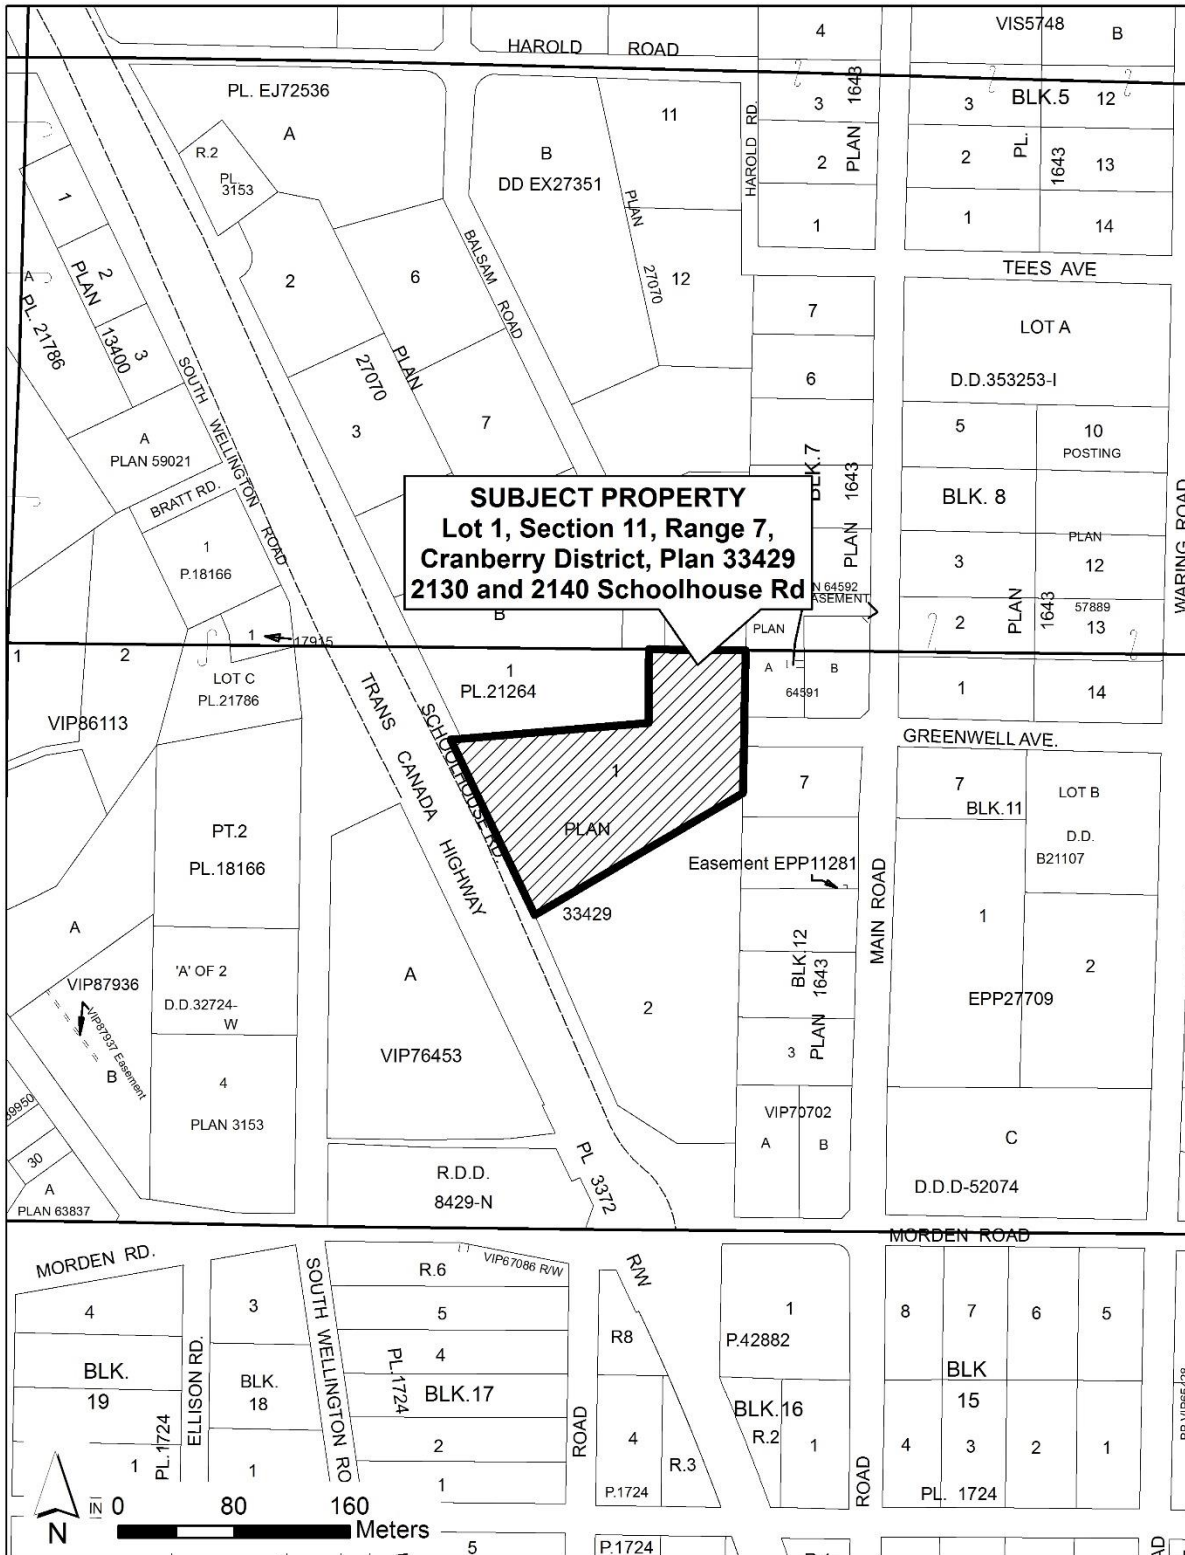 HAROLD ROAD
4
VIS5748
B
PL. EJ72536
A
R.2
PL.
3153
11
B
DD EX27351
HAROLD RD.
3
2
1
PLAN 1643
3
BLK.5
12
2
PL.
1643
13
1
14
TEES AVE
1
2
3
PLAN
13400
A
PL. 21786
2
6
BALSAM ROAD
PLAN
27070
12
7
6
LOT A
D.D.353253-I
3
PLAN
27070
7
5
10
POSTING
SOUTH WELLINGTON ROAD
A
PLAN 59021
BRATT RD.
BLK.7
PLAN 1643
BLK. 8
PLAN
12
3
WARING ROAD
SUBJECT PROPERTY
Lot 1, Section 11, Range 7,
Cranberry District, Plan 33429
2130 and 2140 Schoolhouse Rd
1
P.18166
N 64592
ASEMENT
57889
13
2
PLAN
1643
B
PLAN
1
17915
1
2
VIP86113
LOT C
PL.21786
1
PL.21264
A
B
64591
1
14
GREENWELL AVE.
TRANS CANADA HIGHWAY
SCHOOLHOUSE RD.
1
PLAN
33429
7
7
BLK.11
LOT B
D.D.
B21107
PT.2
PL.18166
Easement EPP11281
MAIN ROAD
1
2
EPP27709
A
VIP87936
VIP87937 Easement
B
'A' OF 2
D.D.32724-
W
A
VIP76453
2
BLK.12
PLAN 1643
3
4
PLAN 3153
VIP70702
A
B
C
D.D.D-52074
39950
30
A
PLAN 63837
R.D.D.
8429-N
PL 3372
MORDEN ROAD
MORDEN RD.
4
BLK.
19
PL.1724
1
ELLISON RD.
3
BLK.
18
1
SOUTH WELLINGTON RO
R.6
VIP67086 R/W
5
4
PL.1724
BLK.17
2
1
5
ROAD
R/W
R8
4
P.1724
R.3
P.1724
1
P.42882
BLK.16
R.2
1
ROAD
8
7
6
5
BLK
15
4
3
2
1
PL. 1724
N
IN
0
80
160
Meters